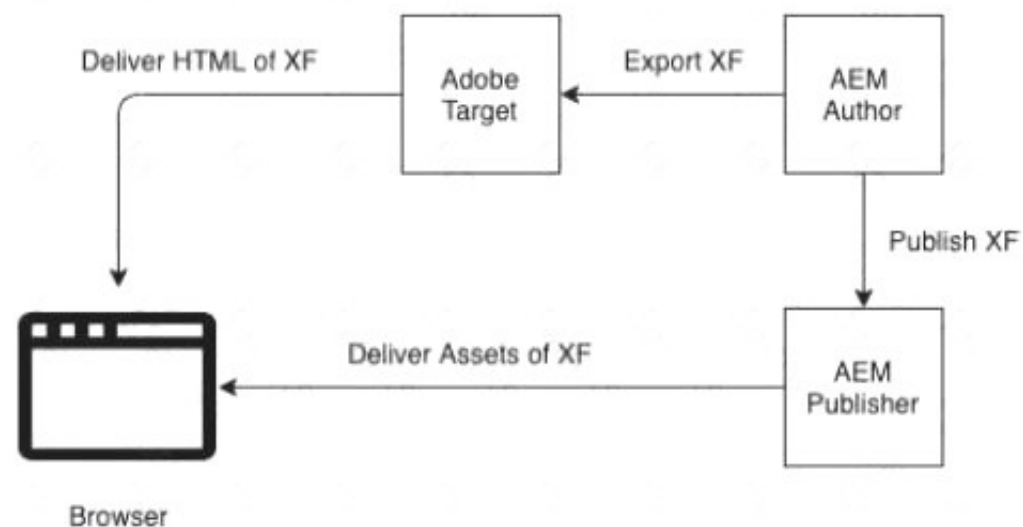 Deliver HTML of XF
Adobe
Target
Export XF
AEM
Author
Publish XF
Deliver Assets of XF
AEM
Publisher
Browser